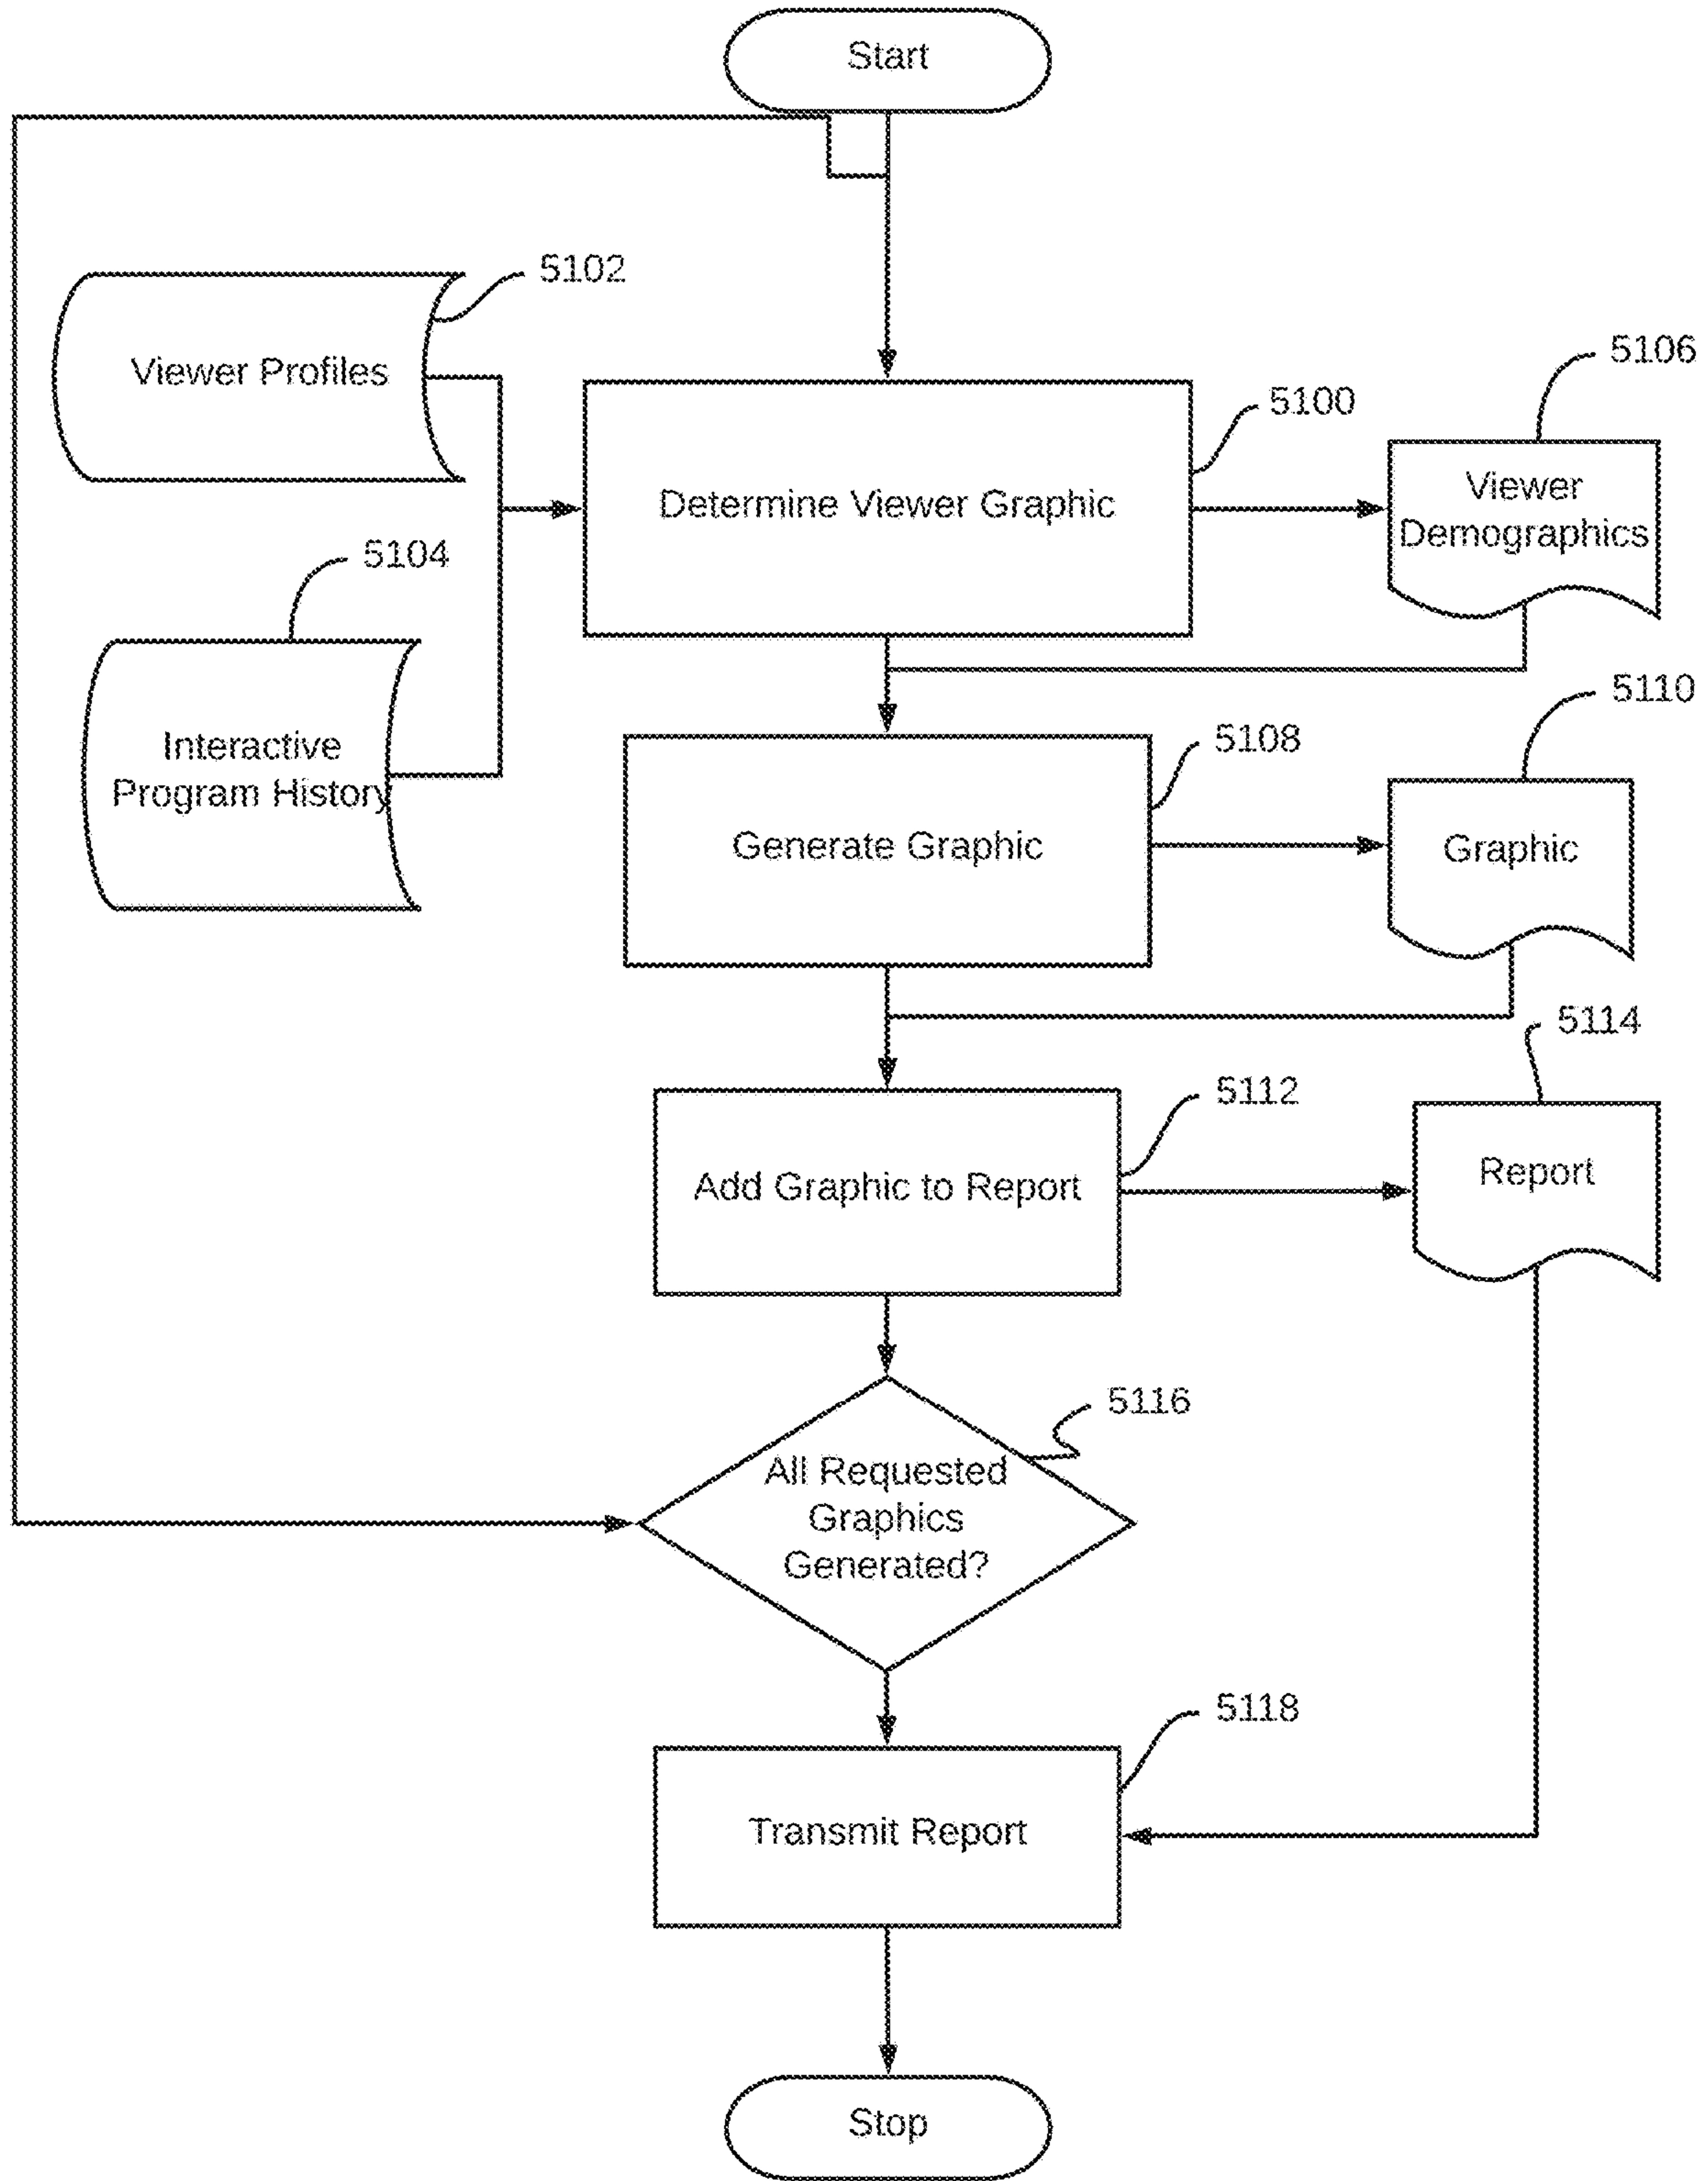 Start
5102
Viewer Profiles
5106
5100
Viewer
Demographics
Determine Viewer Graphic
5104
5110
Interactive
Program History
5108
Generate Graphic
Graphic
5114
5112
Add Graphic to Report
Report
5116
All Requested
Graphics
Generated?
5118
Transmit Report
Stop